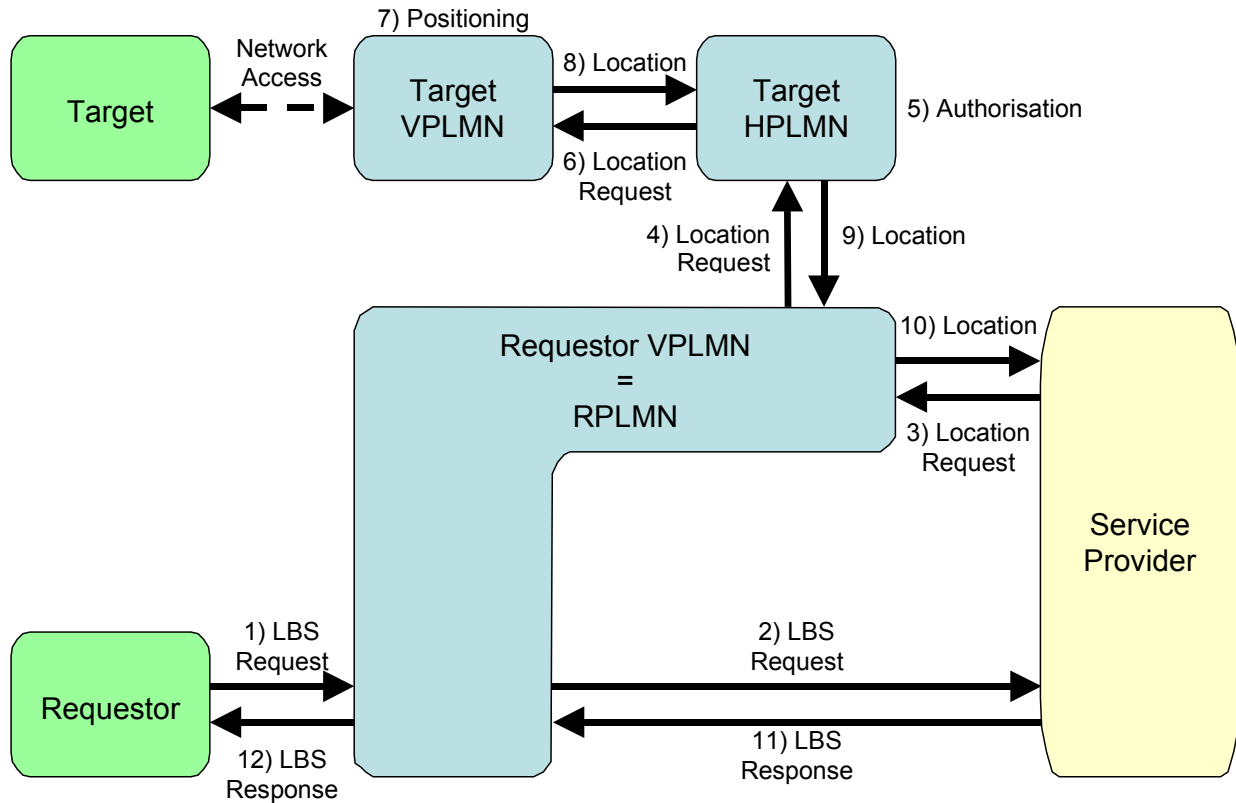 7) Positioning
Network
Access
8) Location
Target
Target
VPLMN
Target
HPLMN
5) Authorisation
6) Location
Request
4) Location
Request
9) Location
Requestor VPLMN
=
RPLMN
10) Location
3) Location
Request
Service
Provider
1) LBS
Request
2) LBS
Request
Requestor
12) LBS
Response
11) LBS
Response